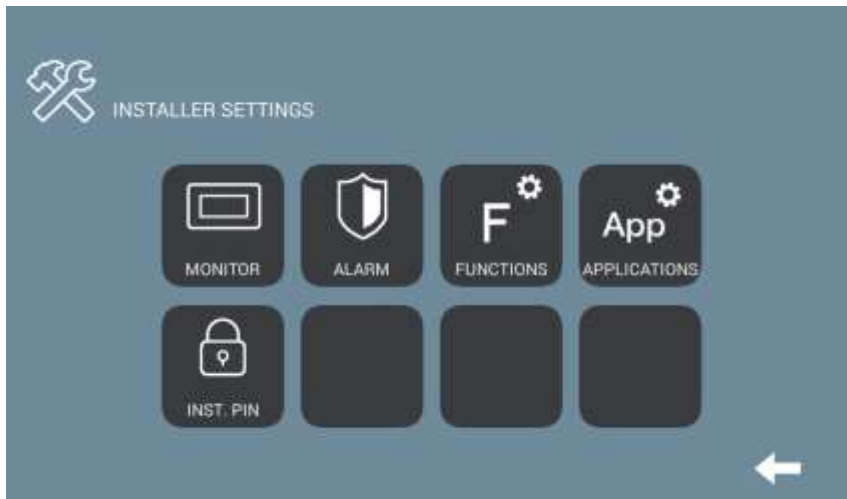 INSTALLER SETTINGS
MONITOR
ALARM
F
FUNCTIONS
App
APPLICATIONS
INST. PIN